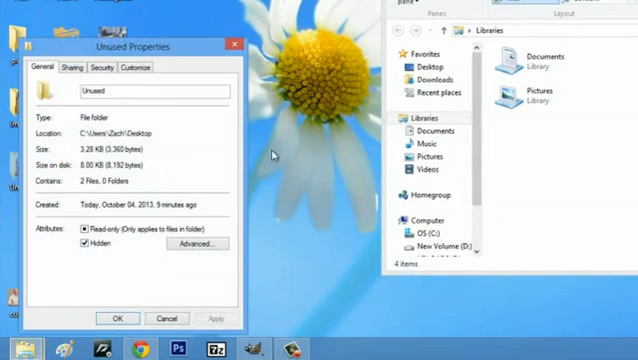 Unused Properties
General Sharing Security Customize
Unused
Type: File folder
Location: C:\Users\Zach\Desktop
Size: 3.28 KB (3,360 bytes)
Size on disk: 8.00 KB (8,192 bytes)
Contains: 2 Files, 0 Folders
Created: Today, October 04, 2013, 9 minutes ago
Attributes: Read-only (Only applies to files in folder)
Hidden
Advanced...
OK Cancel Apply
Panes Layout
Libraries
Favorites
Desktop
Downloads
Recent places
Libraries
Documents
Music
Pictures
Videos
Homegroup
Computer
OS (C:)
New Volume (D:)
4 items
Documents
Library
Pictures
Library
Ps
7z